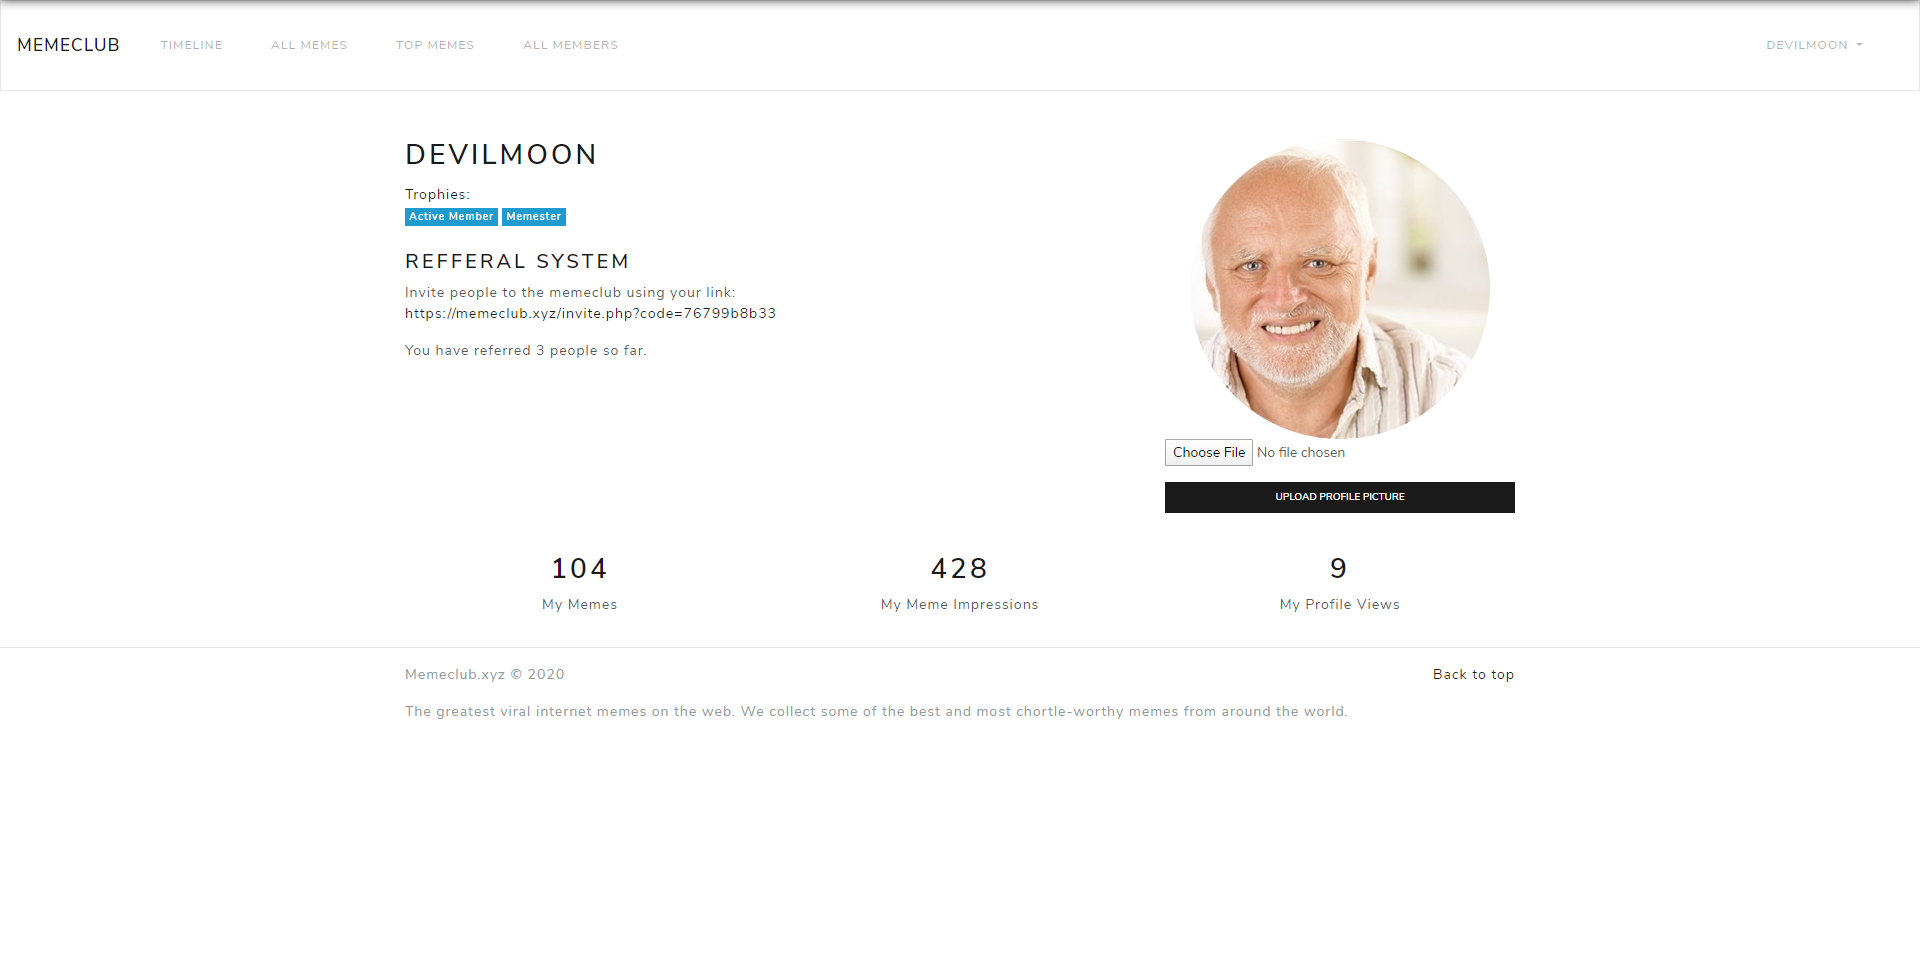 MEMECLUB TIMELINE ALL MEMES TOP MEMES ALL MEMBERS DEVILMOON
DEVILMOON
Trophies:
Active Member Memester
REFFERAL SYSTEM
Invite people to the memeclub using your link:
https://memeclub.xyz/invite.php?code=76799b8b33
You have referred 3 people so far.
Choose File No file chosen
UPLOAD PROFILE PICTURE
104 428 9
My Memes My Meme Impressions My Profile Views
Memeclub.xyz © 2020 Back to top
The greatest viral internet memes on the web. We collect some of the best and most chortle-worthy memes from around the world.